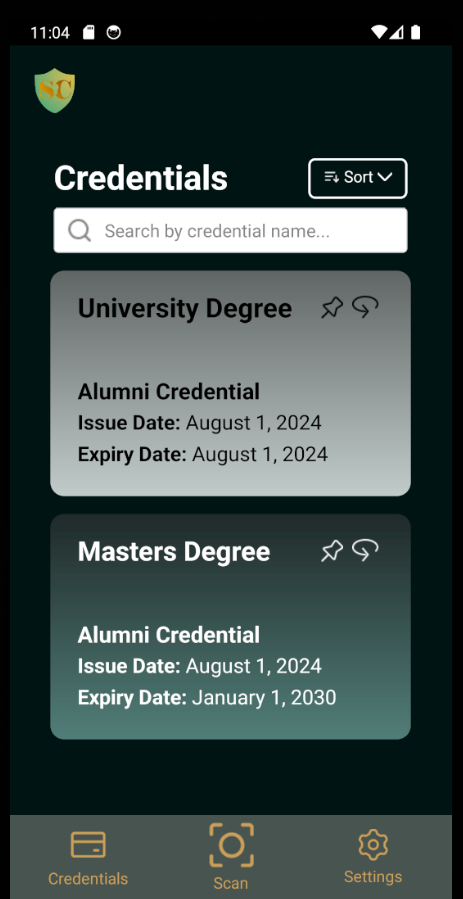 11:04
SC
Credentials
Sort
Search by credential name...
University Degree
Alumni Credential
Issue Date: August 1, 2024
Expiry Date: August 1, 2024
Masters Degree
Alumni Credential
Issue Date: August 1, 2024
Expiry Date: January 1, 2030
Credentials
Scan
Settings